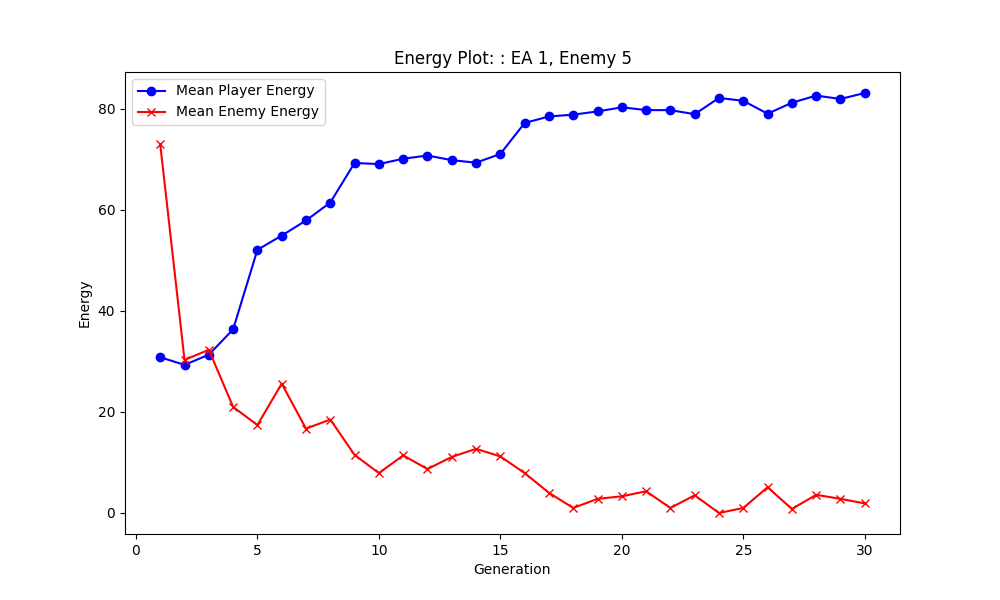 Energy Plot: : EA 1, Enemy 5
Mean Player Energy
Mean Enemy Energy
Energy
80
60
40
20
0
0 5 10 15 20 25 30
Generation